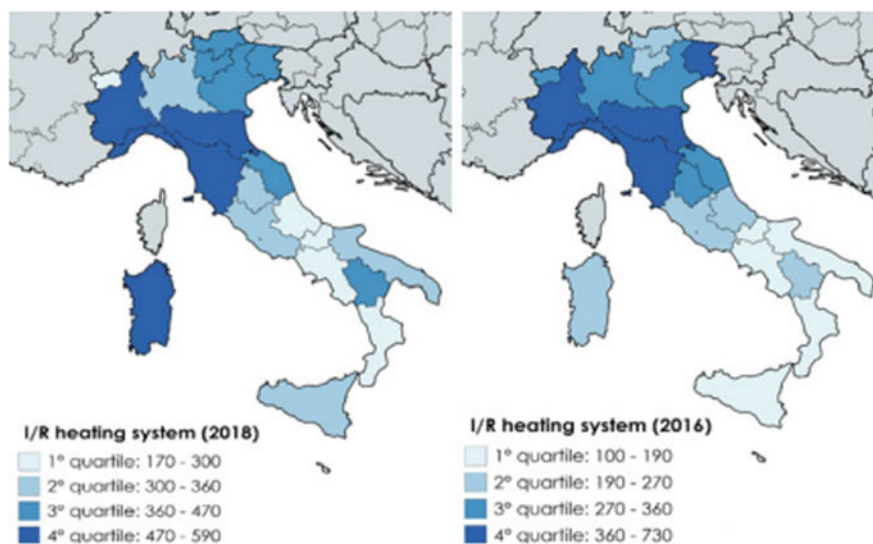 I/R heating system (2018)
1° quartile: 170 - 300
2° quartile: 300 - 360
3° quartile: 360 - 470
4° quartile: 470 - 590
I/R heating system (2016)
1° quartile: 100 - 190
2° quartile: 190 - 270
3° quartile: 270 - 360
4° quartile: 360 - 730